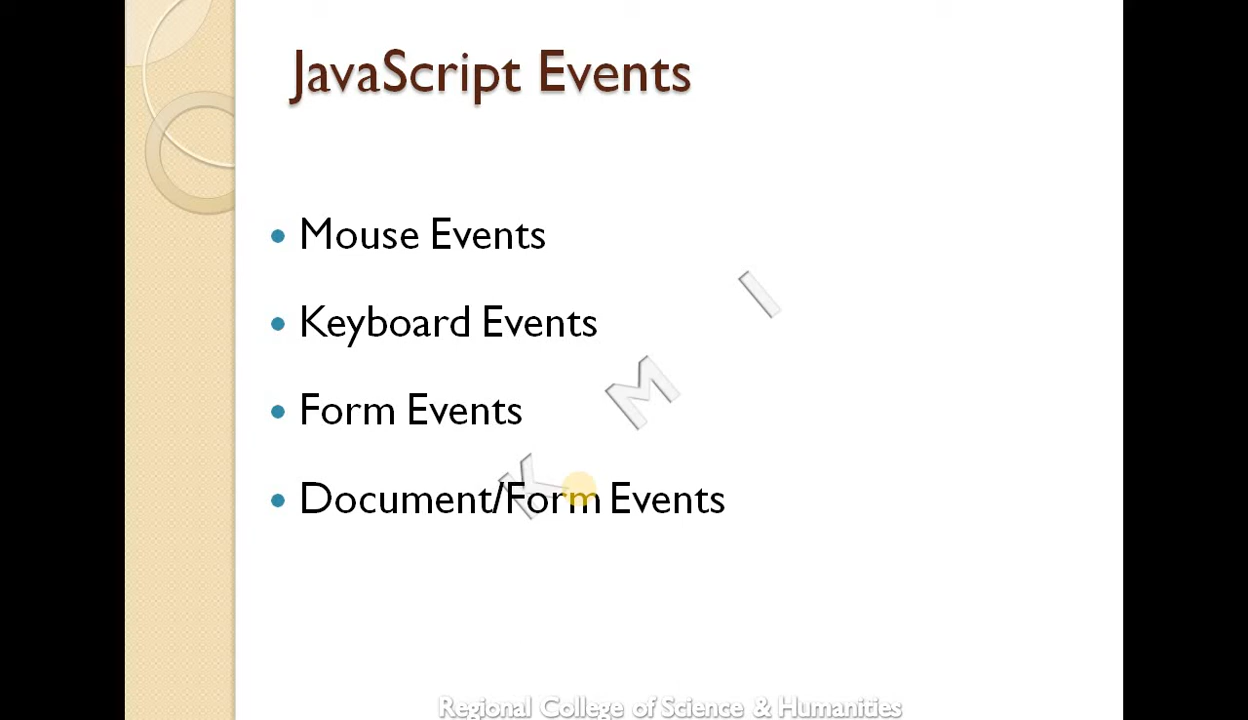 JavaScript Events
Mouse Events
Keyboard Events
Form Events
Document/Form Events
K M I
Regional College of Science & Humanities